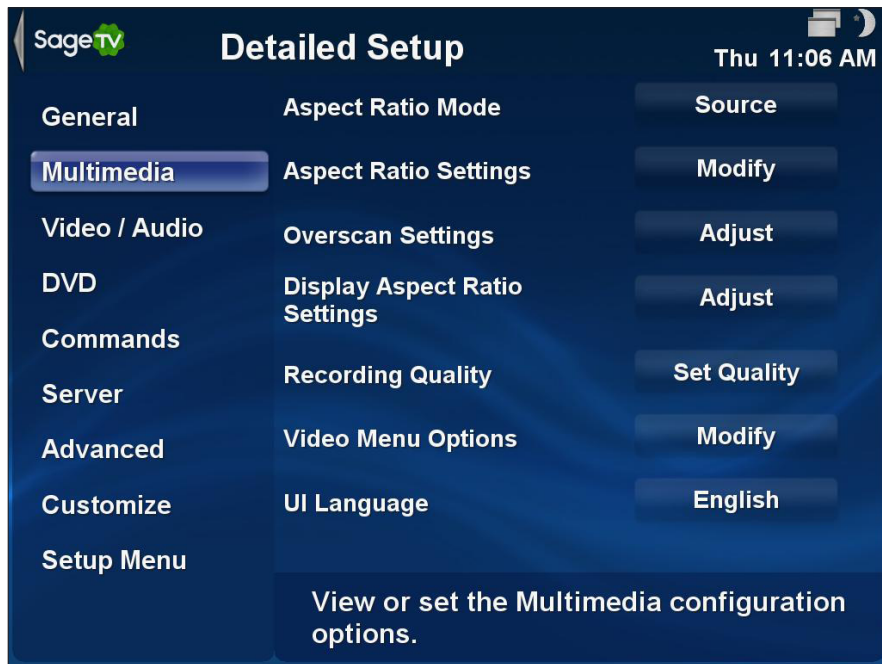 SageTV
Detailed Setup
Thu 11:06 AM
General
Multimedia
Video / Audio
DVD
Commands
Server
Advanced
Customize
Setup Menu
Aspect Ratio Mode
Source
Aspect Ratio Settings
Modify
Overscan Settings
Adjust
Display Aspect Ratio
Settings
Adjust
Recording Quality
Set Quality
Video Menu Options
Modify
UI Language
English
View or set the Multimedia configuration
options.